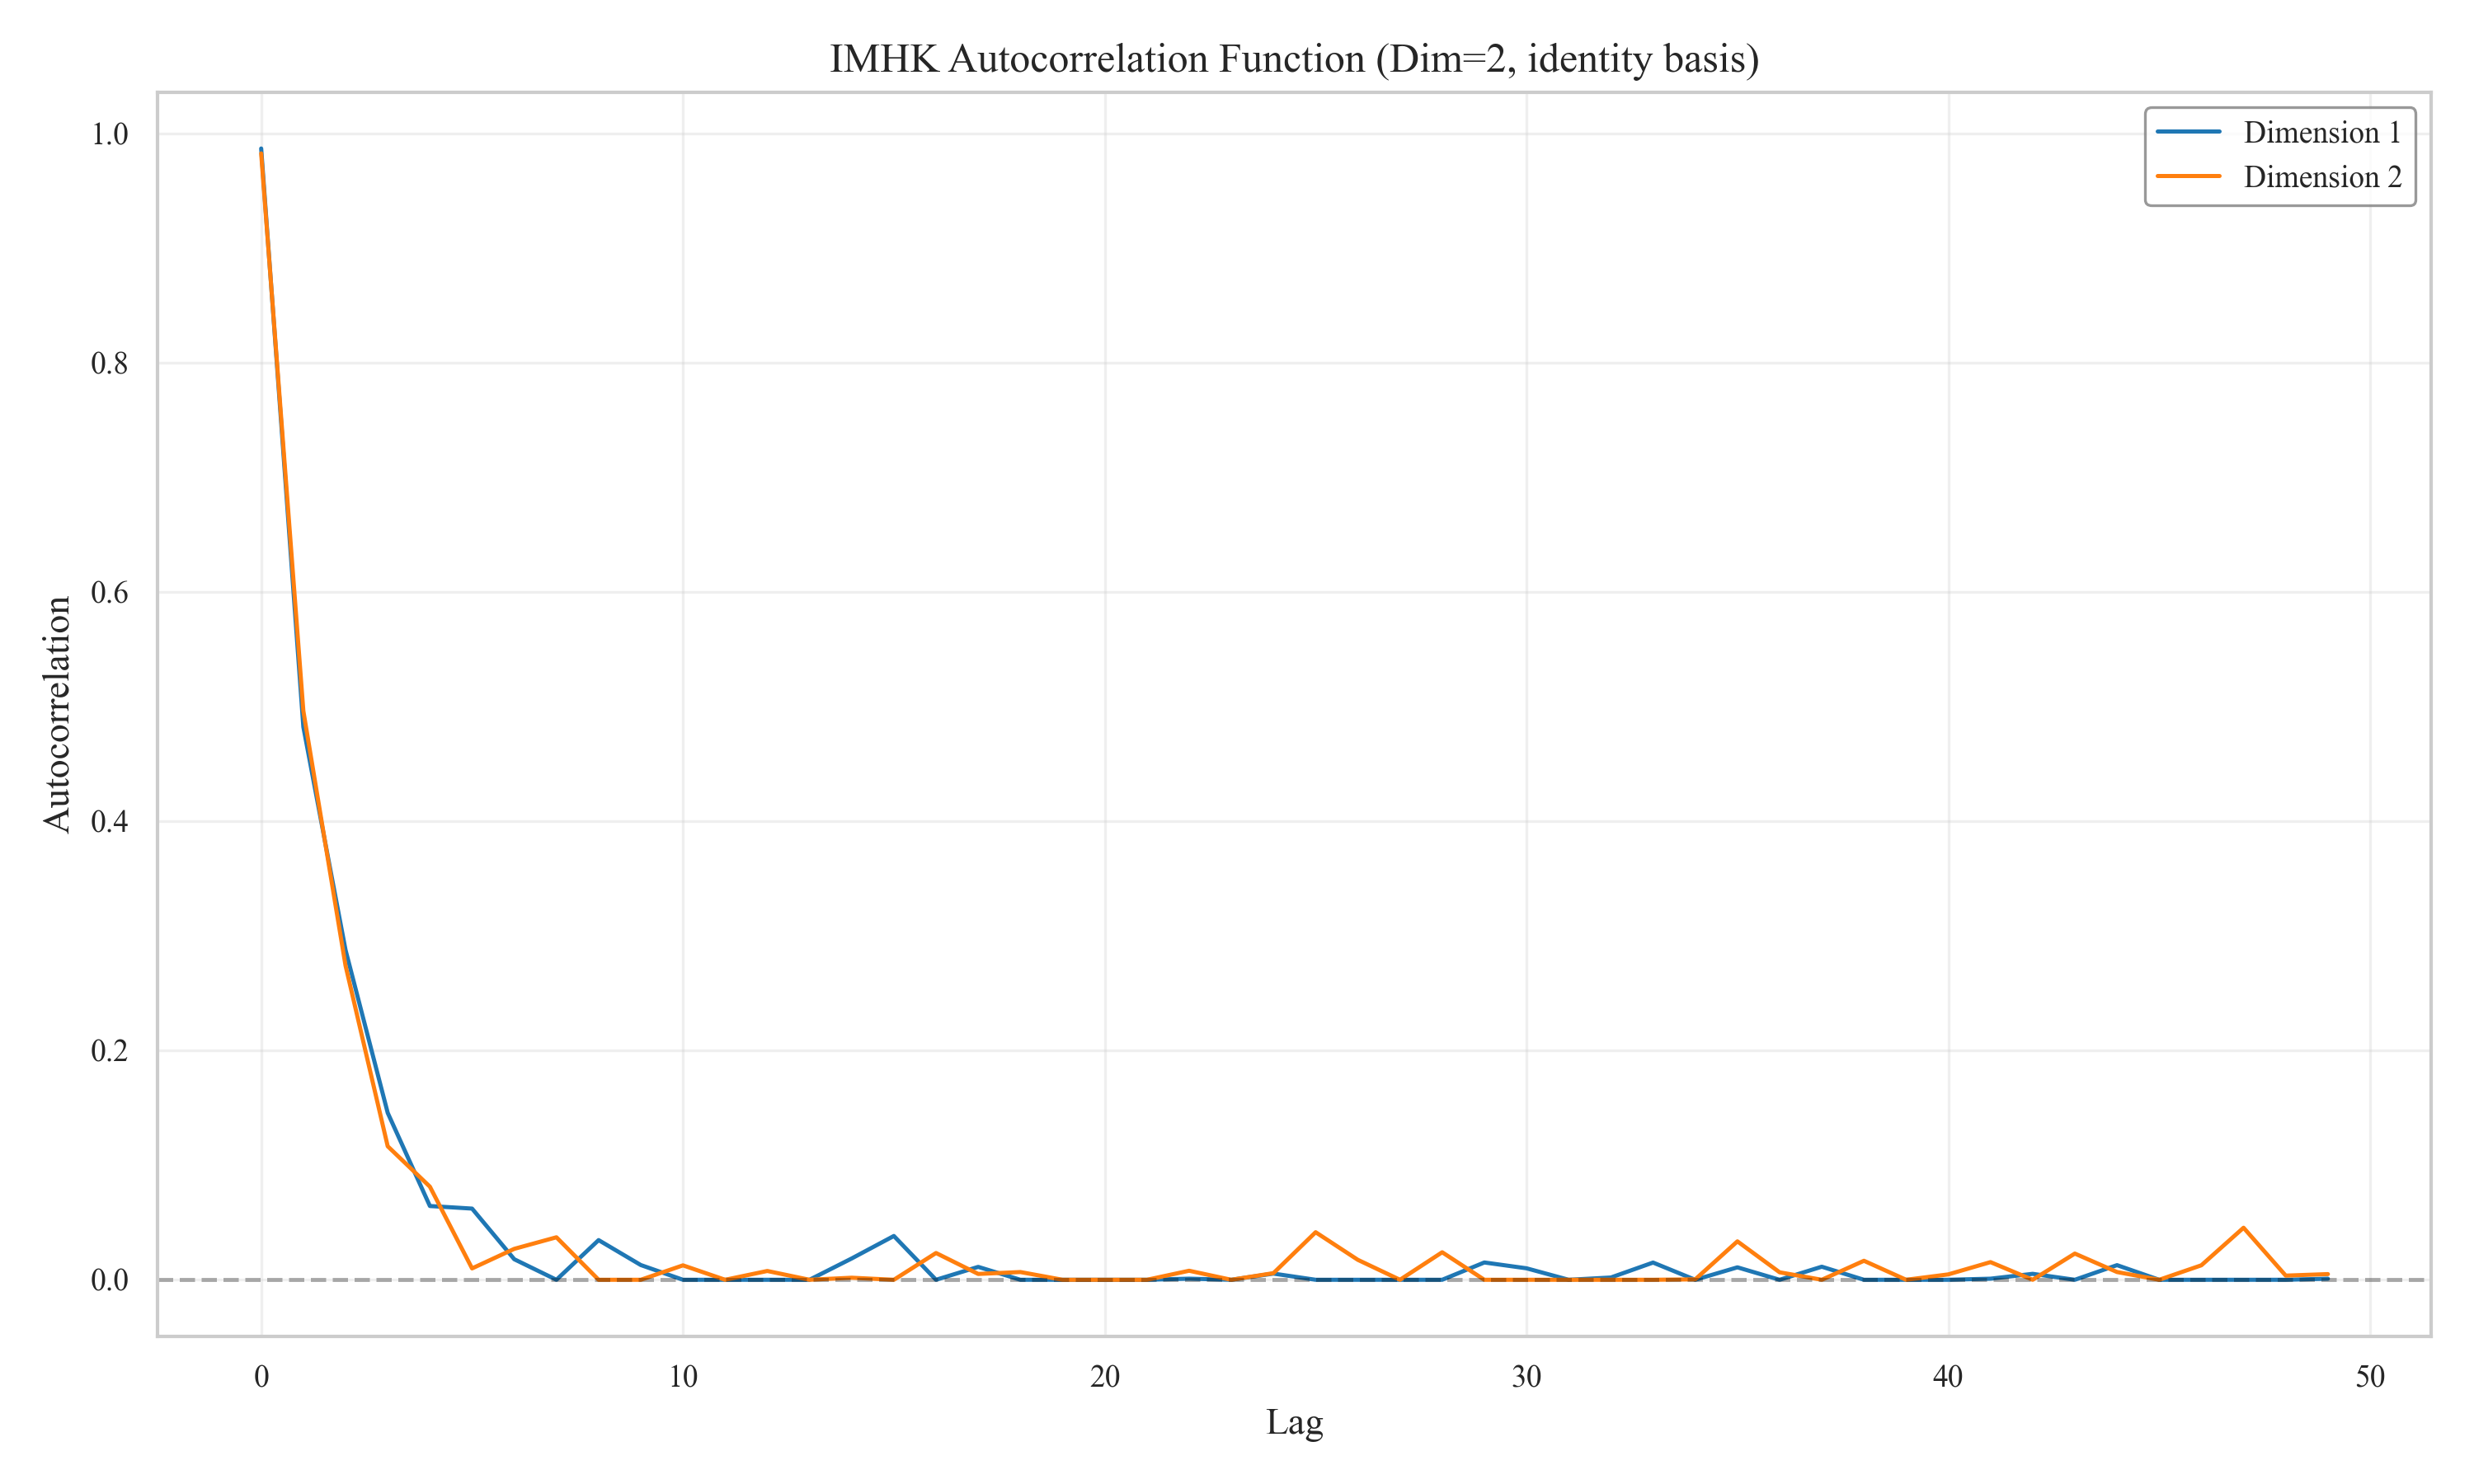 IMHK Autocorrelation Function (Dim=2, identity basis)
Dimension 1
Dimension 2
Autocorrelation
1.0
0.8
0.6
0.4
0.2
0.0
0 10 20 30 40 50
Lag